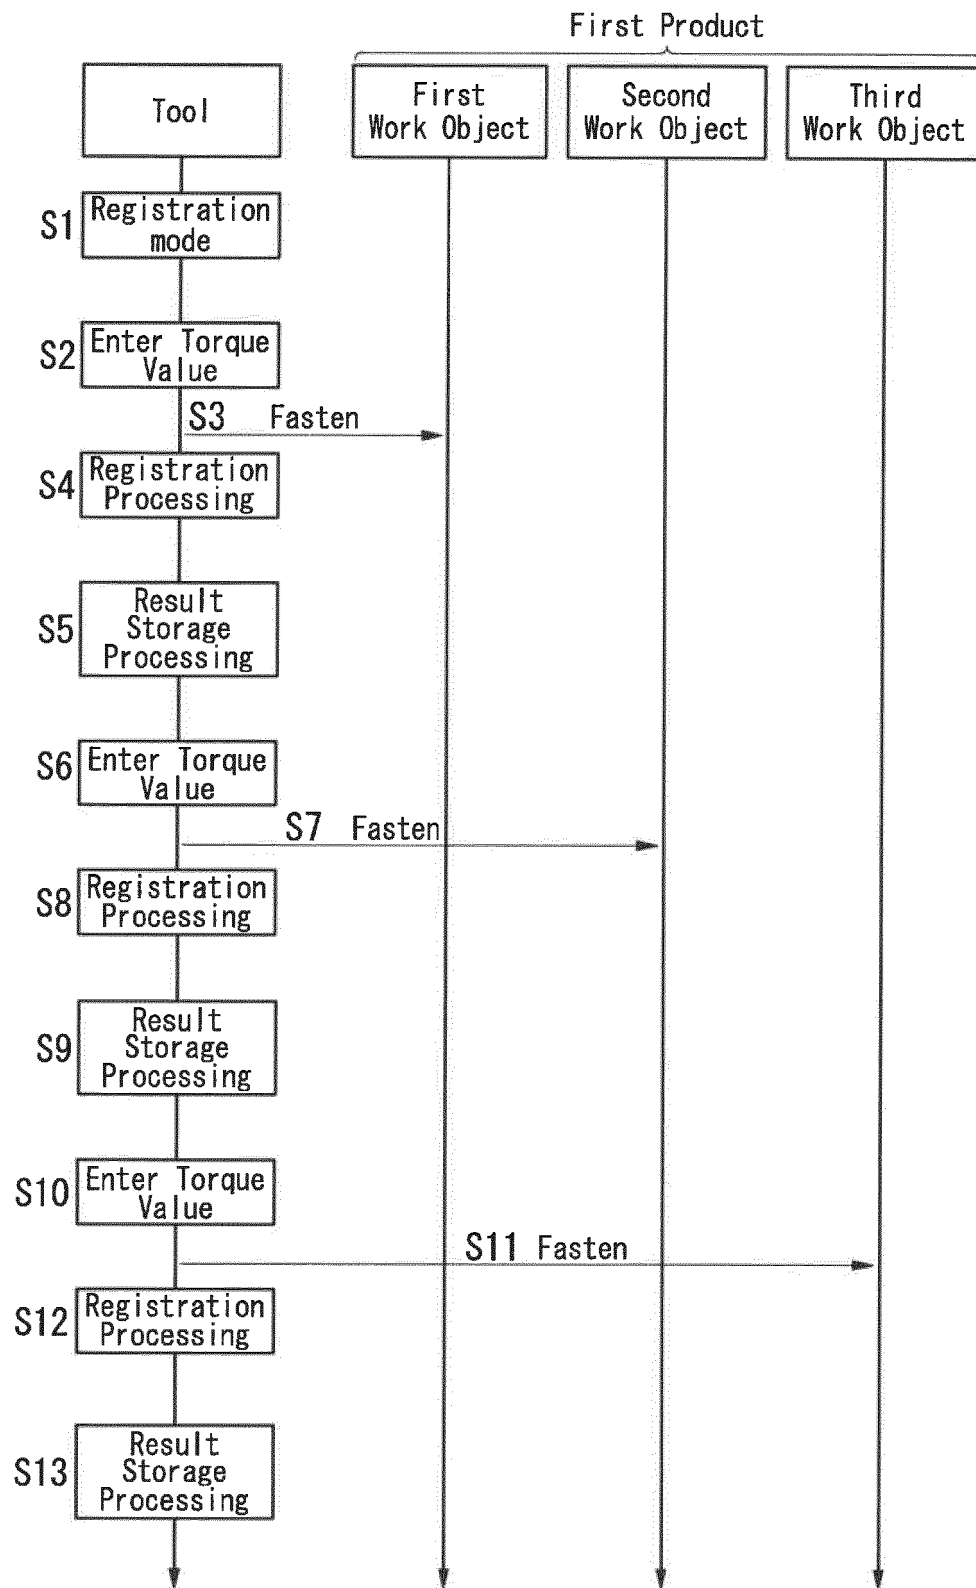 First Product
Tool
First
Work Object
Second
Work Object
Third
Work Object
S1
Registration
mode
S2
Enter Torque
Value
S3 Fasten
S4
Registration
Processing
S5
Result
Storage
Processing
S6
Enter Torque
Value
S7 Fasten
S8
Registration
Processing
S9
Result
Storage
Processing
S10
Enter Torque
Value
S11 Fasten
S12
Registration
Processing
S13
Result
Storage
Processing